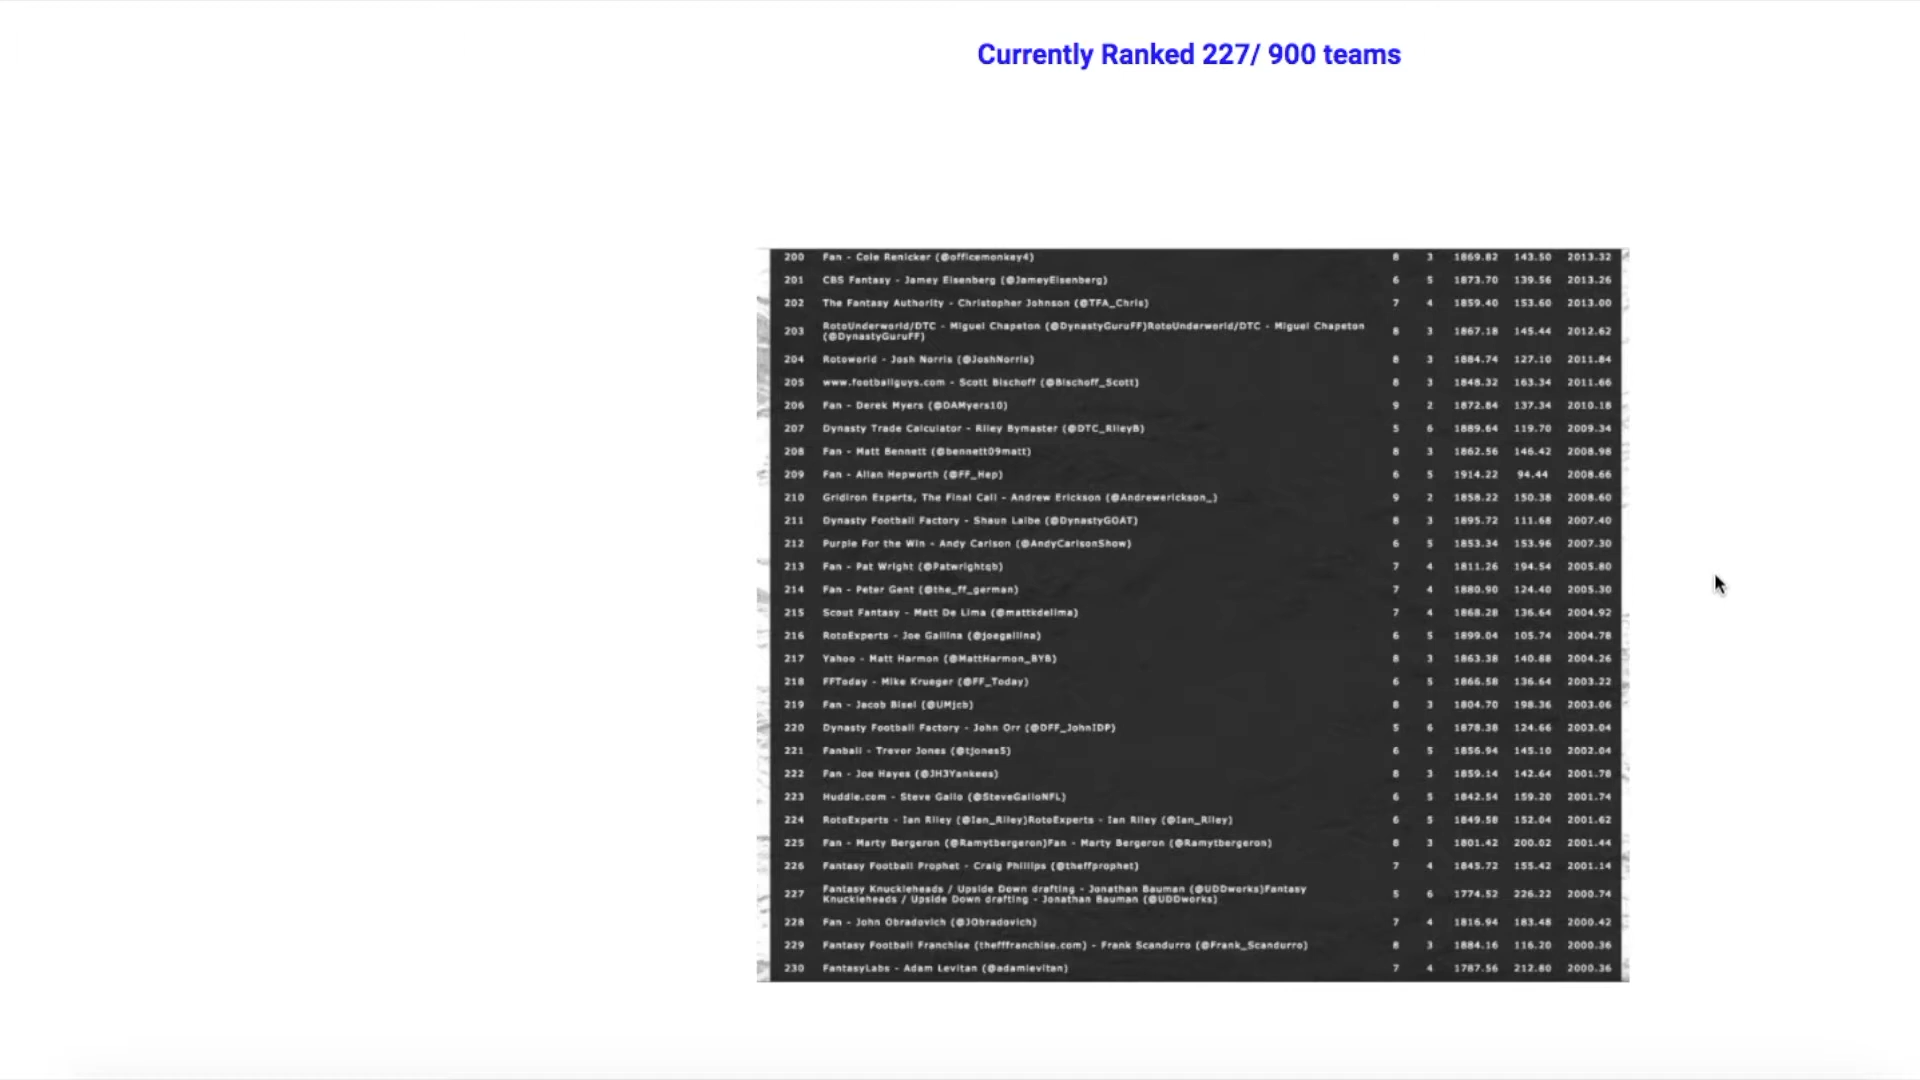 Currently Ranked 227/ 900 teams
200 Fan - Cole Renicker (@officemonkey4) 8 3 1869.82 143.50 2013.32
201 CBS Fantasy - Jamey Eisenberg (@JameyEisenberg) 6 5 1873.70 139.56 2013.26
202 The Fantasy Authority - Christopher Johnson (@TFA_Chris) 7 4 1859.40 153.60 2013.00
203 RotoUnderworld/DTC - Miguel Chapeton (@DynastyGuruFF)RotoUnderworld/DTC - Miguel Chapeton 8 3 1867.18 145.44 2012.62
(@DynastyGuruFF)
204 Rotoworld - Josh Norris (@JoshNorris) 8 3 1884.74 127.10 2011.84
205 www.footballguys.com - Scott Bischoff (@Bischoff_Scott) 8 3 1848.32 163.34 2011.66
206 Fan - Derek Myers (@DAMyers10) 9 2 1872.84 137.34 2010.18
207 Dynasty Trade Calculator - Riley Bymaster (@DTC_RileyB) 5 6 1889.64 119.70 2009.34
208 Fan - Matt Bennett (@bennett09matt) 8 3 1862.56 146.42 2008.98
209 Fan - Allan Hepworth (@FF_Hep) 6 5 1914.22 94.44 2008.66
210 Gridiron Experts, The Final Call - Andrew Erickson (@Andrewerickson_) 9 2 1858.22 150.38 2008.60
211 Dynasty Football Factory - Shaun Laibe (@DynastyGOAT) 8 3 1895.72 111.68 2007.40
212 Purple For the Win - Andy Carlson (@AndyCarlsonShow) 6 5 1853.34 153.96 2007.30
213 Fan - Pat Wright (@Patwrightqb) 7 4 1811.26 194.54 2005.80
214 Fan - Peter Gent (@the_ff_german) 7 4 1880.90 124.40 2005.30
215 Scout Fantasy - Matt De Lima (@mattkdelima) 7 4 1868.28 136.64 2004.92
216 RotoExperts - Joe Gallina (@joegallina) 6 5 1899.04 105.74 2004.78
217 Yahoo - Matt Harmon (@MattHarmon_BYB) 8 3 1863.38 140.88 2004.26
218 FFToday - Mike Krueger (@FF_Today) 6 5 1866.58 136.64 2003.22
219 Fan - Jacob Bisel (@UMjcb) 8 3 1804.70 198.36 2003.06
220 Dynasty Football Factory - John Orr (@DFF_JohnIDP) 5 6 1878.38 124.66 2003.04
221 Fanball - Trevor Jones (@tjones5) 6 5 1856.94 145.10 2002.04
222 Fan - Joe Hayes (@JH3Yankees) 8 3 1859.14 142.64 2001.78
223 Huddle.com - Steve Gallo (@SteveGalloNFL) 6 5 1842.54 159.20 2001.74
224 RotoExperts - Ian Riley (@Ian_Riley)RotoExperts - Ian Riley (@Ian_Riley) 6 5 1849.58 152.04 2001.62
225 Fan - Marty Bergeron (@Ramytbergeron)Fan - Marty Bergeron (@Ramytbergeron) 8 3 1801.42 200.02 2001.44
226 Fantasy Football Prophet - Craig Phillips (@theffprophet) 7 4 1845.72 155.42 2001.14
227 Fantasy Knuckleheads / Upside Down drafting - Jonathan Bauman (@UDDworks)Fantasy 5 6 1774.52 226.22 2000.74
Knuckleheads / Upside Down drafting - Jonathan Bauman (@UDDworks)
228 Fan - John Obradovich (@JObradovich) 7 4 1816.94 183.48 2000.42
229 Fantasy Football Franchise (thefffranchise.com) - Frank Scandurro (@Frank_Scandurro) 8 3 1884.16 116.20 2000.36
230 FantasyLabs - Adam Levitan (@adamlevitan) 7 4 1787.56 212.80 2000.36